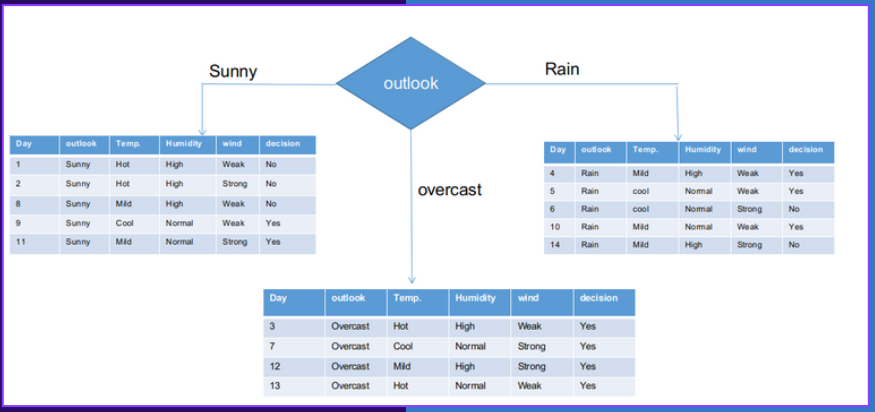 outlook
Sunny
Rain
overcast
Day outlook Temp. Humidity wind decision
1 Sunny Hot High Weak No
2 Sunny Hot High Strong No
8 Sunny Mild High Weak No
9 Sunny Cool Normal Weak Yes
11 Sunny Mild Normal Strong Yes
Day outlook Temp. Humidity wind decision
4 Rain Mild High Weak Yes
5 Rain cool Normal Weak Yes
6 Rain cool Normal Strong No
10 Rain Mild Normal Weak Yes
14 Rain Mild High Strong No
Day outlook Temp. Humidity wind decision
3 Overcast Hot High Weak Yes
7 Overcast Cool Normal Strong Yes
12 Overcast Mild High Strong Yes
13 Overcast Hot Normal Weak Yes